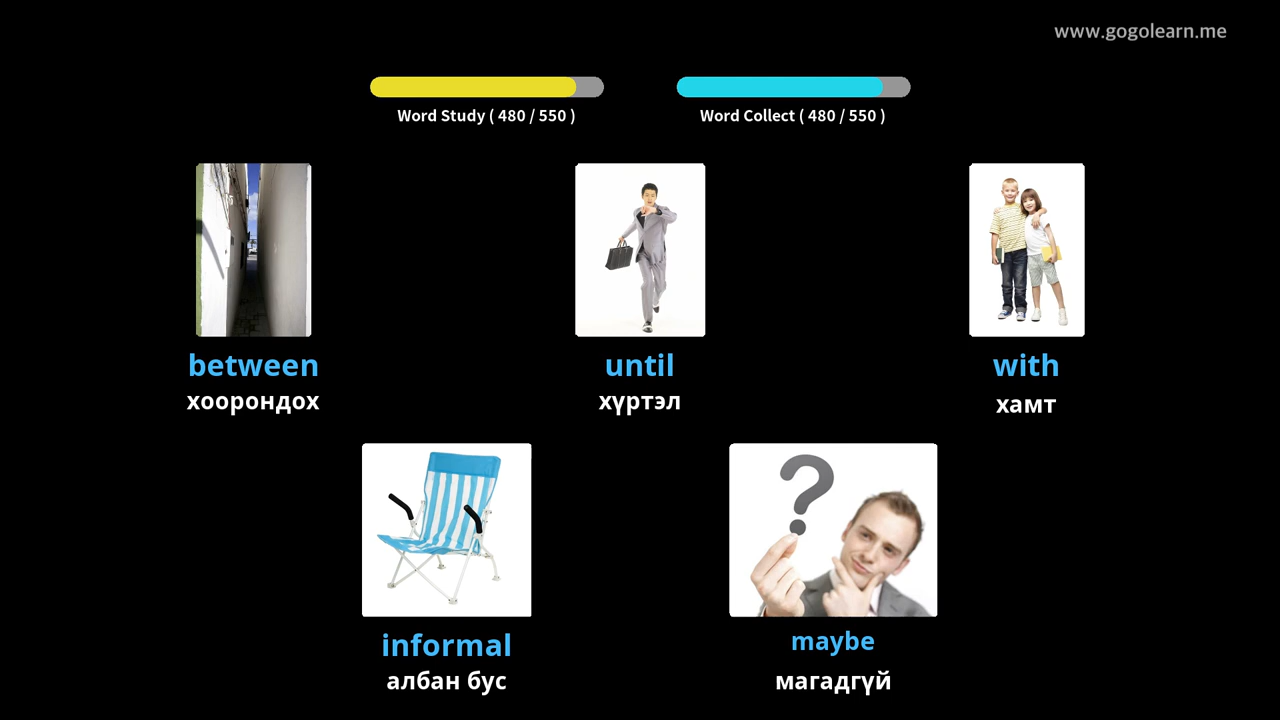 www.gogolearn.me
Word Study ( 480 / 550 )
Word Collect ( 480 / 550 )
between
хоорондох
until
хүртэл
with
хамт
informal
албан бус
maybe
магадгүй